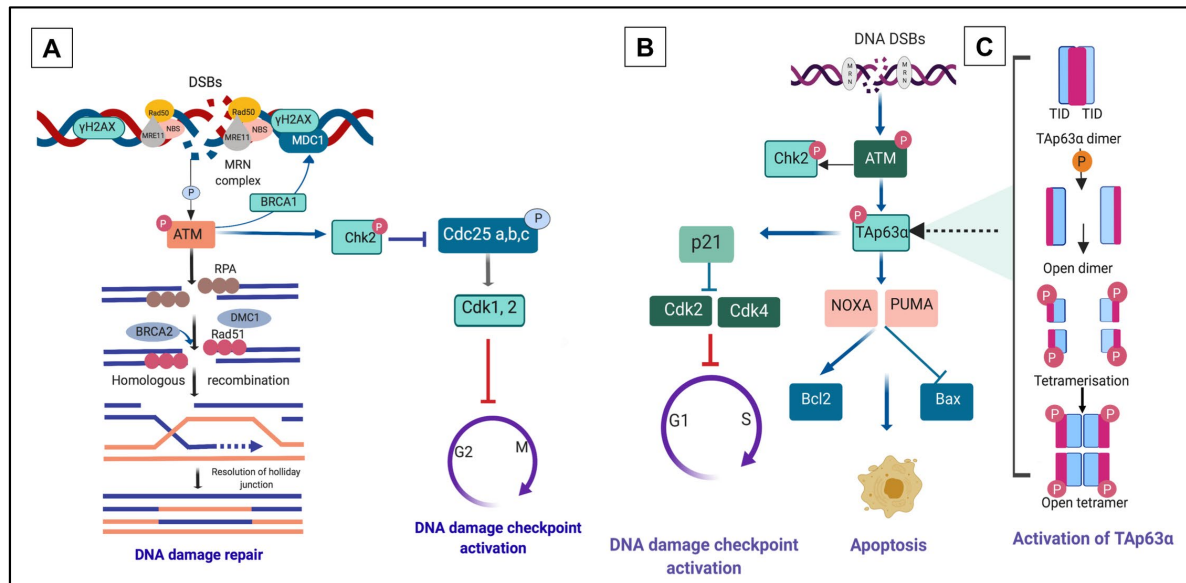 A
DSBs
Rad50
Rad50
γH2AX
MRE11
NBS
MRE11
NBS
γH2AX
MDC1
MRN
complex
P
BRCA1
P
ATM
Chk2
P
Cdc25 a,b,c
P
RPA
Cdk1, 2
DMC1
BRCA2
Rad51
Homologous recombination
G2
M
Resolution of holliday
junction
DNA damage repair
DNA damage checkpoint
activation
B
DNA DSBs
MRN
MRN
Chk2
P
ATM
P
P
TAp63α
p21
Cdk2
Cdk4
NOXA
PUMA
Bcl2
Bax
G1
S
DNA damage checkpoint
activation
Apoptosis
C
TID TID
TAp63α dimer
P
Open dimer
P
P
P
P
Tetramerisation
P
P
P
P
Open tetramer
Activation of TAp63α